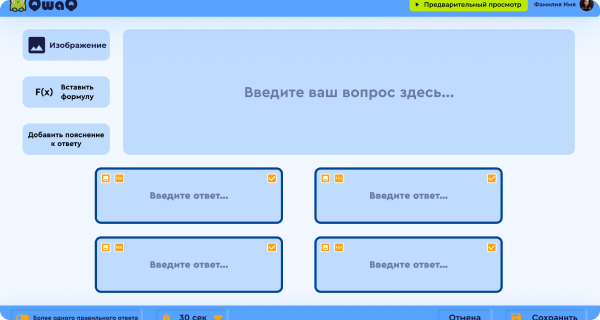 QwaQ
Предварительный просмотр
Фамилия Имя
Изображение
F(x) Вставить
формулу
Добавить пояснение
к ответу
Введите ваш вопрос здесь...
Введите ответ...
Введите ответ...
Введите ответ...
Введите ответ...
Более одного правильного ответа
30 сек
Отмена
Сохранить